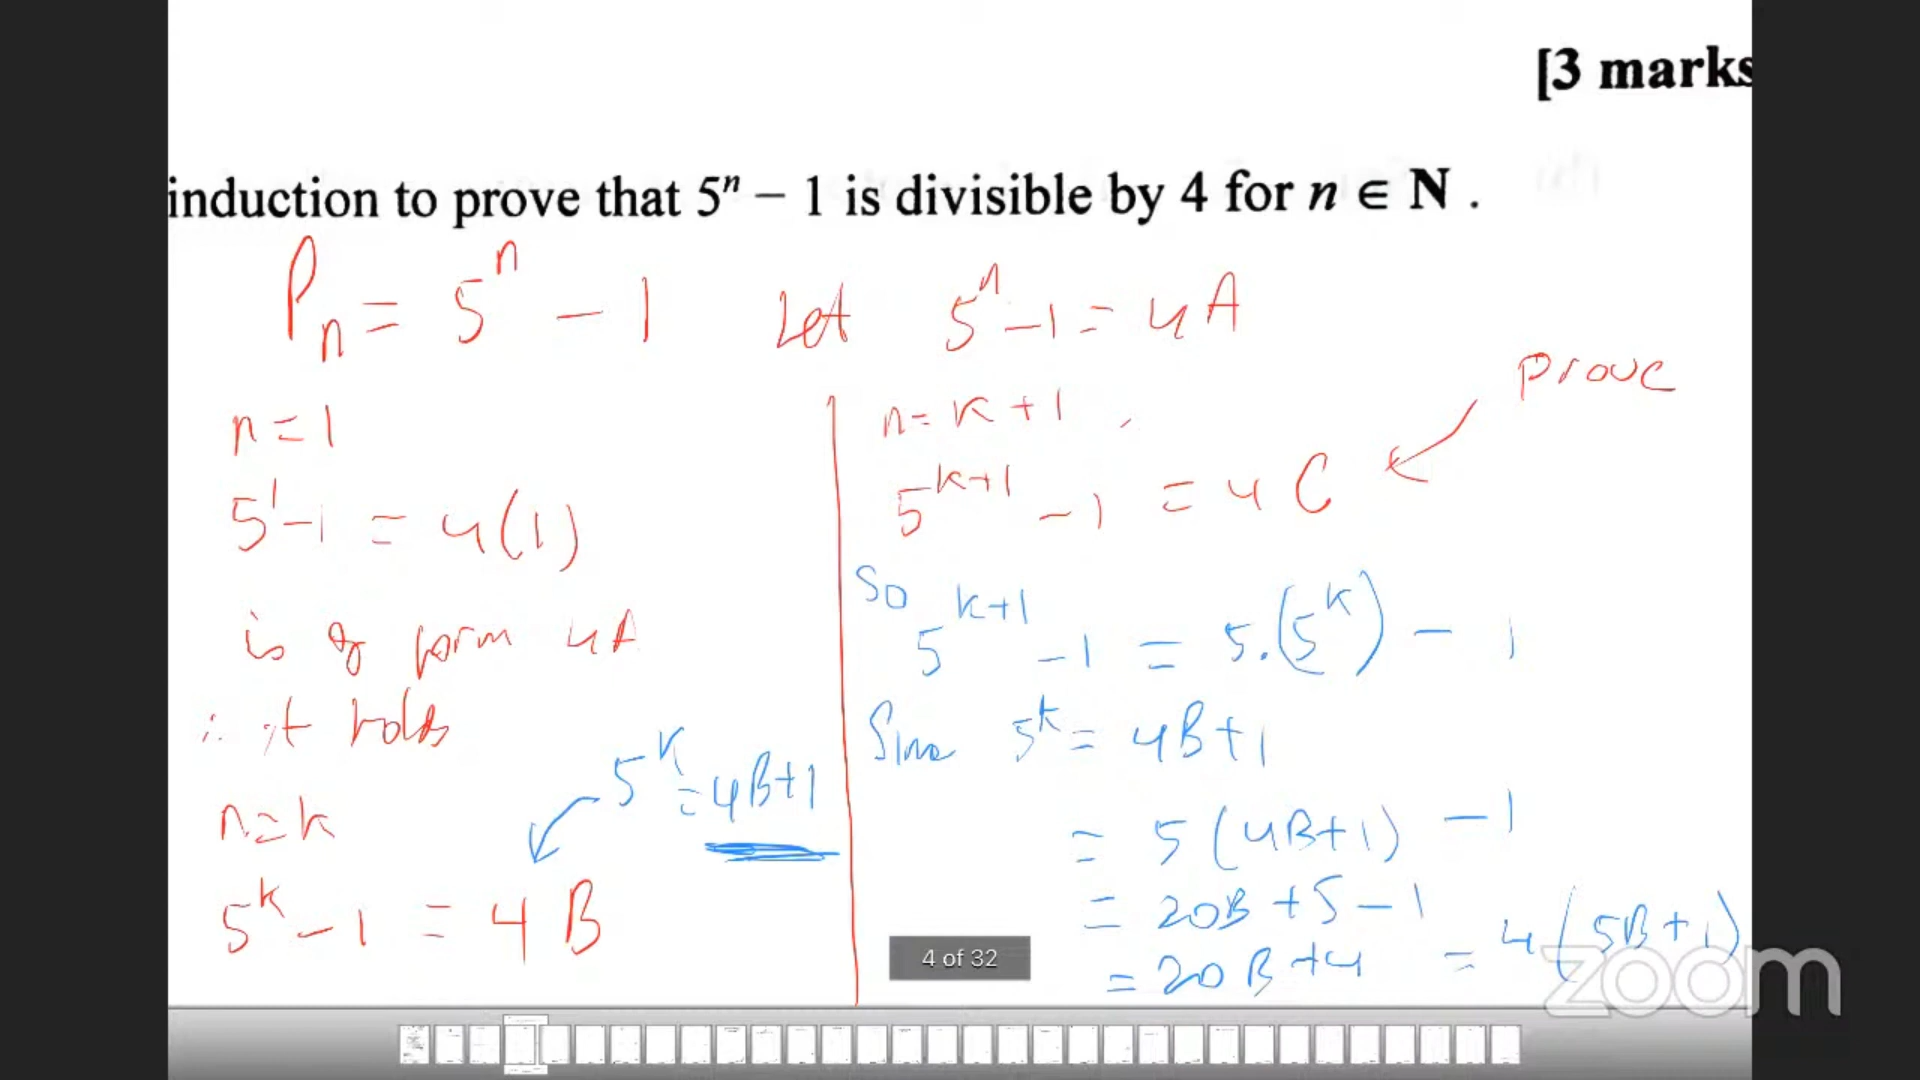 [3 marks
induction to prove that 5ⁿ − 1 is divisible by 4 for n ∈ N .
Pₙ = 5ⁿ − 1 Let 5ⁿ − 1 = 4A
n = 1
5¹ − 1 = 4(1)
is of form 4A
∴ it holds
n = k
5ᵏ = 4B+1
5ᵏ − 1 = 4B
prove
n = k + 1
5ᵏ⁺¹ − 1 = 4C
So
5ᵏ⁺¹ − 1 = 5.(5ᵏ) − 1
Since 5ᵏ = 4B+1
= 5(4B+1) − 1
= 20B + 5 − 1
= 20B + 4 = 4(5B+1)
4 of 32
zoom